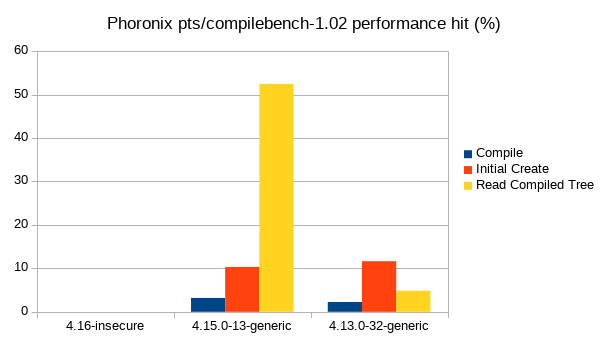 Phoronix pts/compilebench-1.02 performance hit (%)
60
50
40
30
20
10
0
4.16-insecure
4.15.0-13-generic
4.13.0-32-generic
Compile
Initial Create
Read Compiled Tree